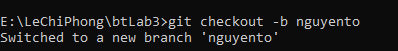 E:\LeChiPhong\btLab3>git checkout -b nguyento
Switched to a new branch 'nguyento'